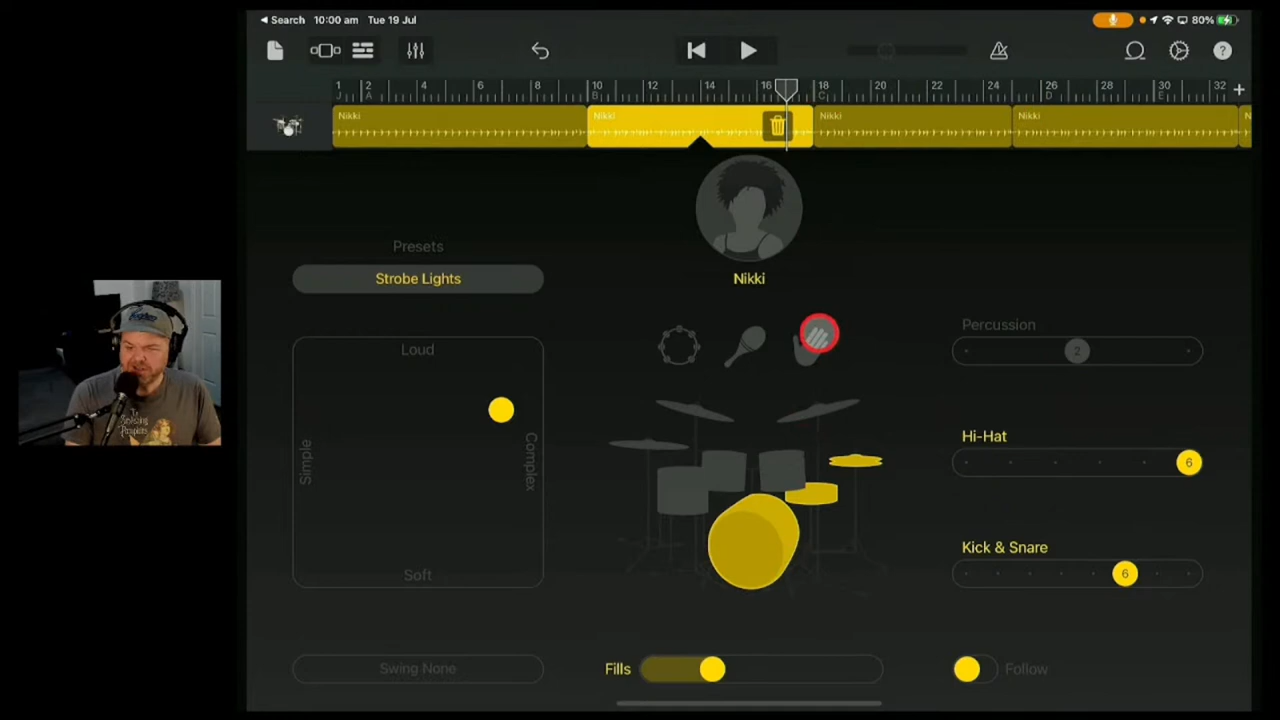 Search 10:00 am Tue 19 Jul 80%
1 2 4 6 8 10 12 14 16 18 20 22 24 26 28 30 32 +
J A B C D E
Nikki Nikki Nikki Nikki N
Presets
Strobe Lights
Nikki
Loud
Simple
Complex
Soft
Percussion
2
Hi-Hat
6
Kick & Snare
6
Swing None
Fills
Follow
?